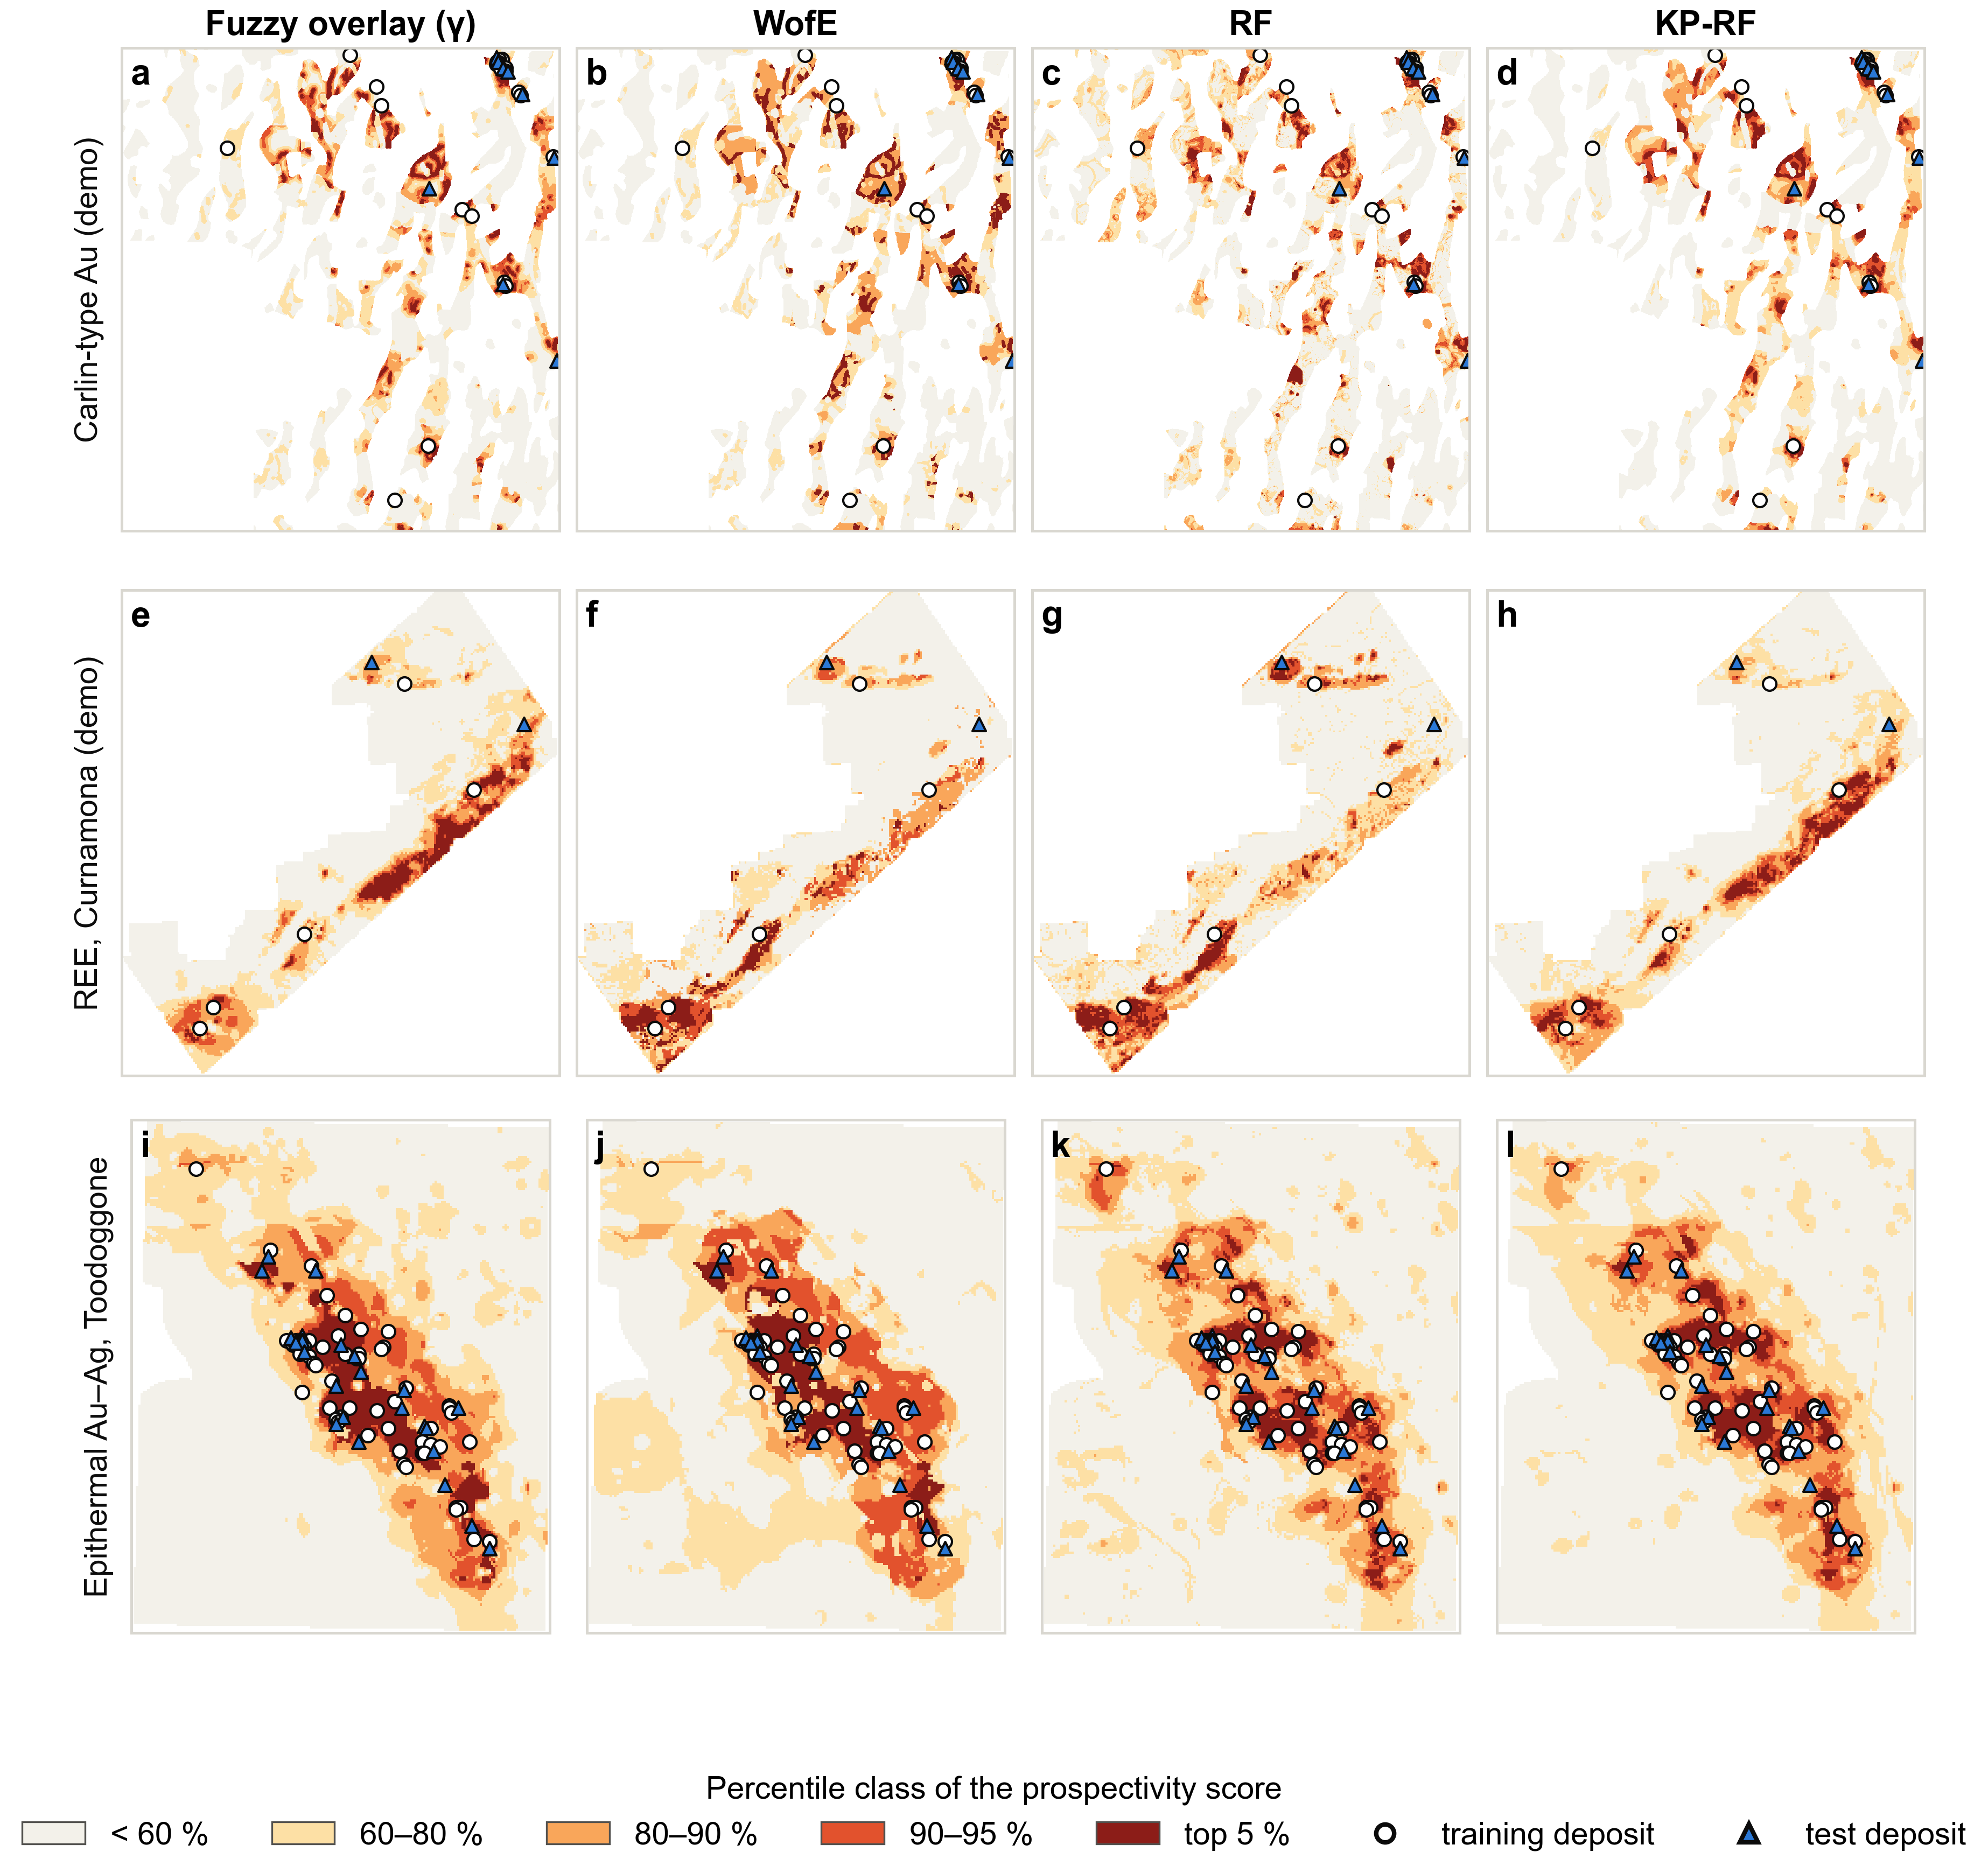 Fuzzy overlay (γ) WofE RF KP-RF
Carlin-type Au (demo)
a b c d
REE, Curnamona (demo)
e f g h
Epithermal Au–Ag, Toodoggone
i j k l
Percentile class of the prospectivity score
< 60 % 60–80 % 80–90 % 90–95 % top 5 % training deposit test deposit